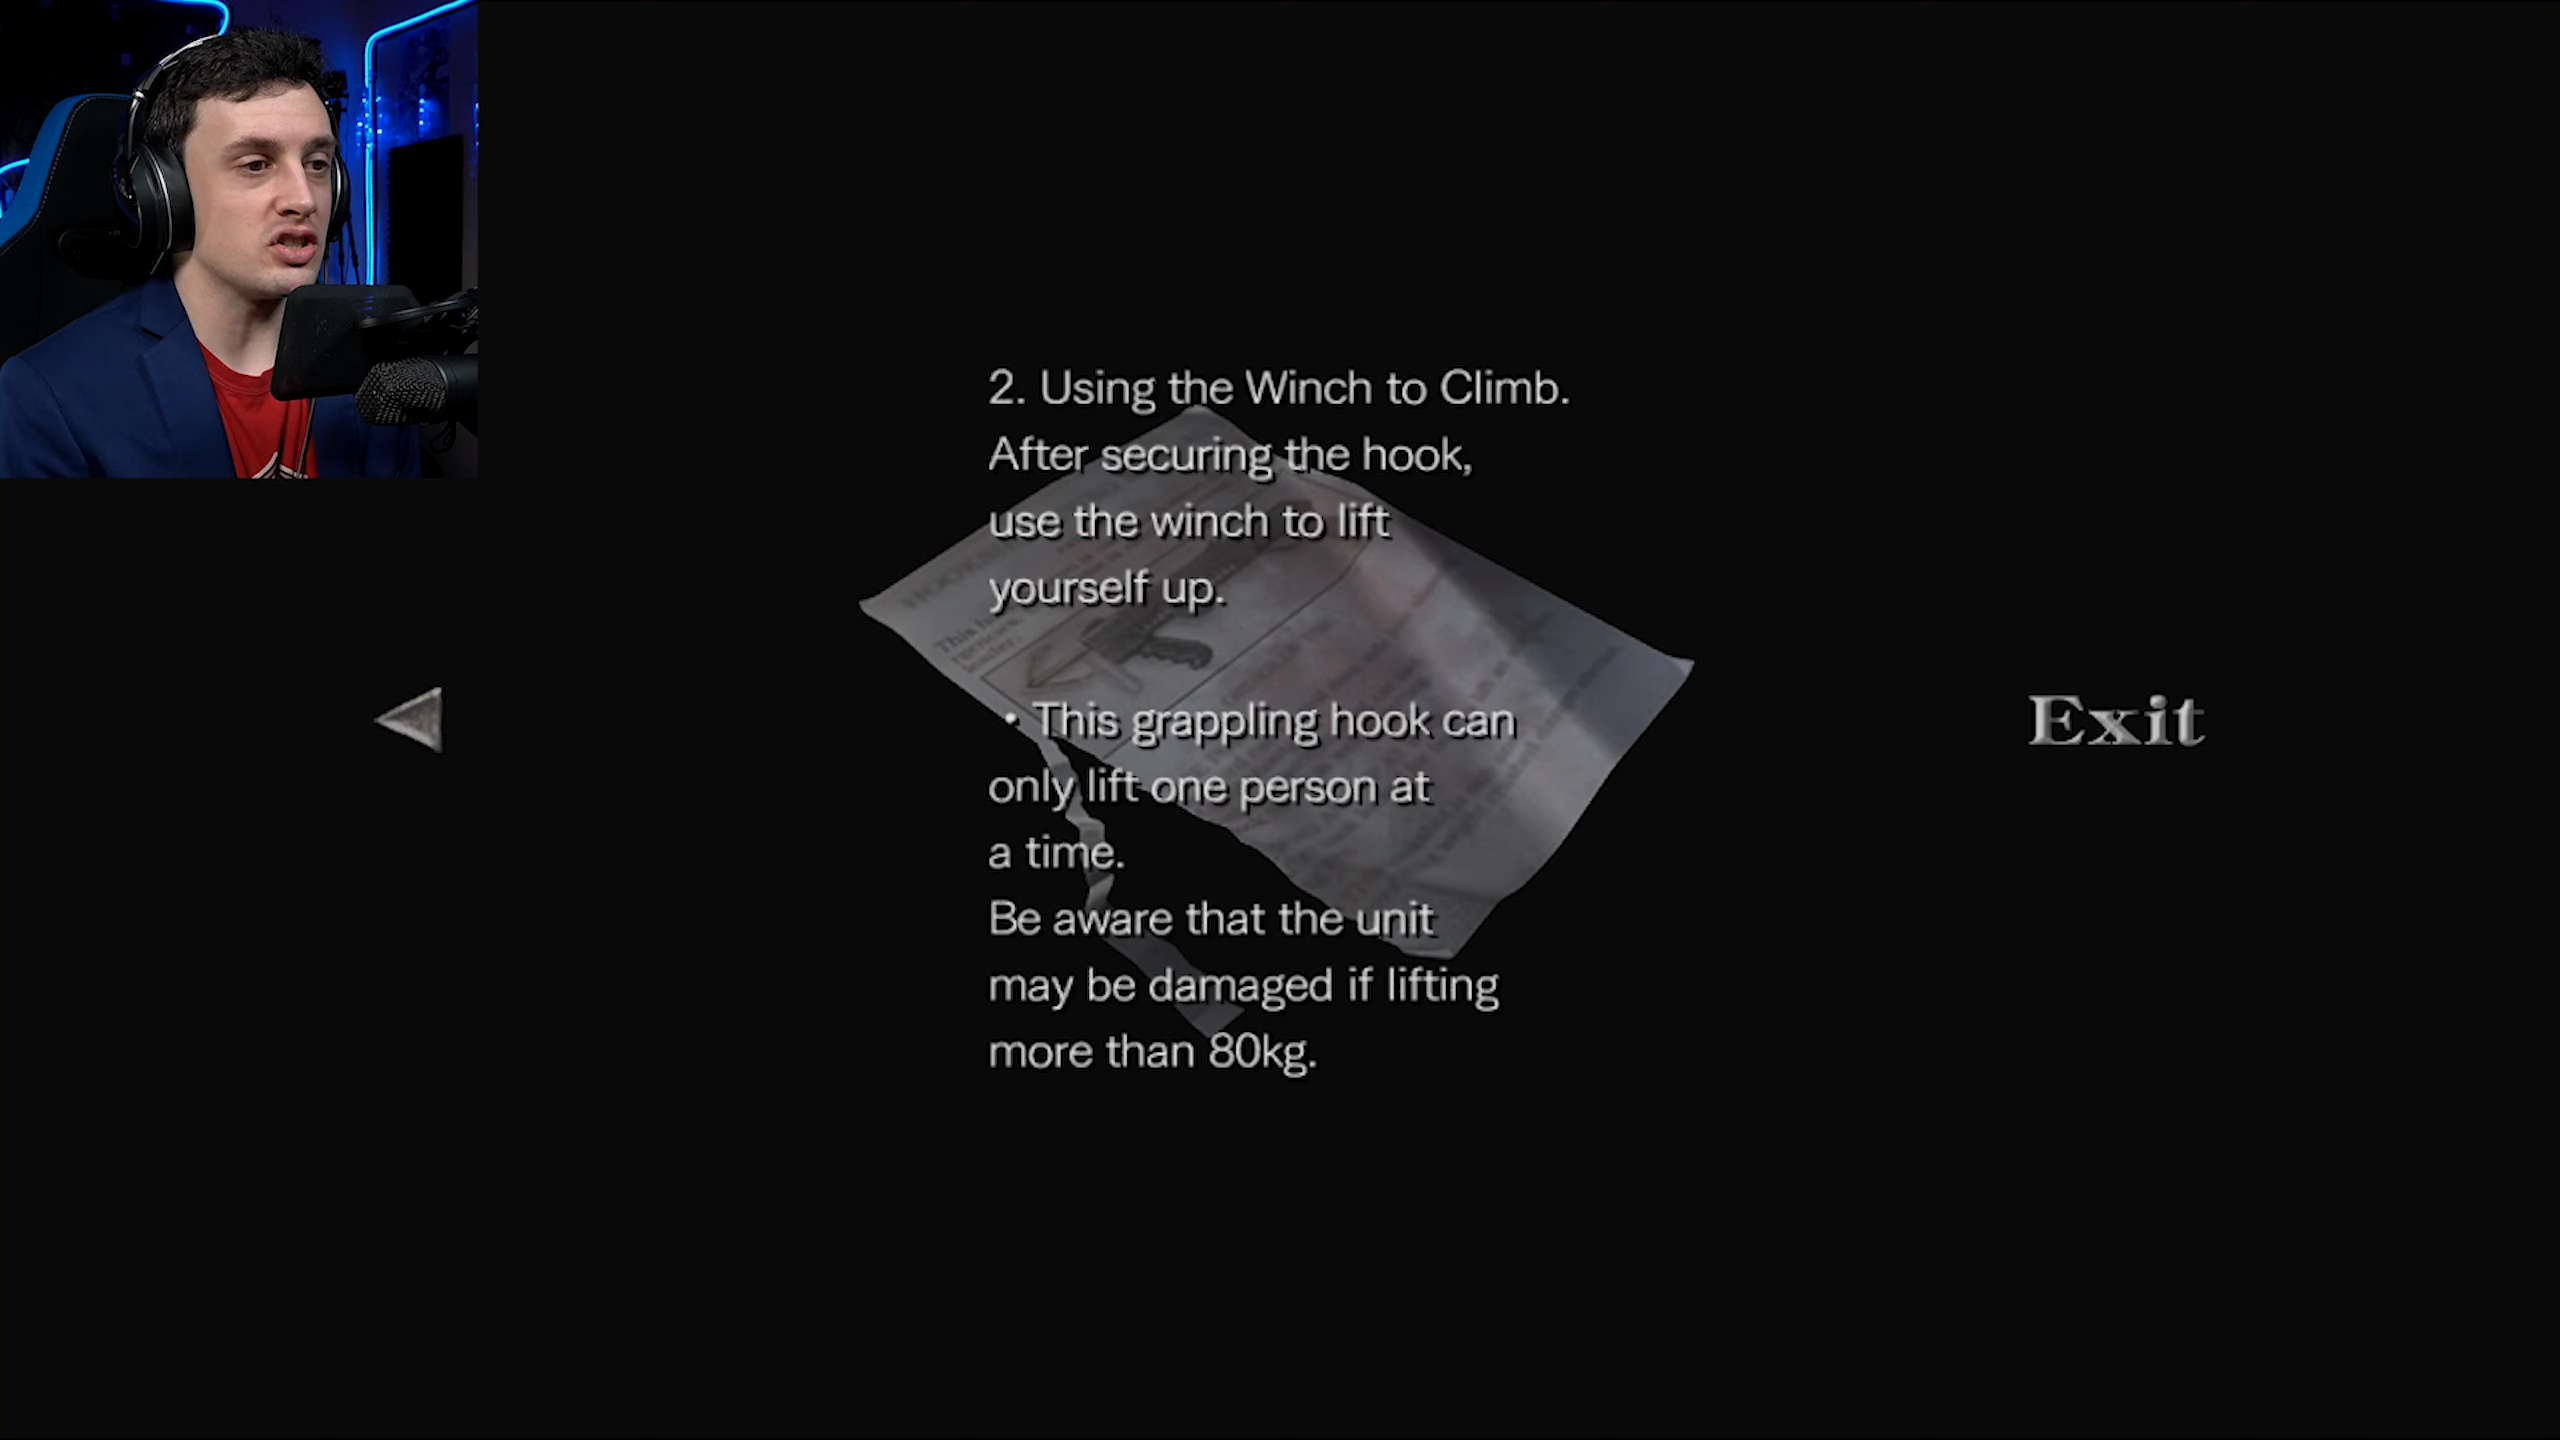 2. Using the Winch to Climb.
After securing the hook,
use the winch to lift
yourself up.
• This grappling hook can
only lift one person at
a time.
Be aware that the unit
may be damaged if lifting
more than 80kg.
Exit